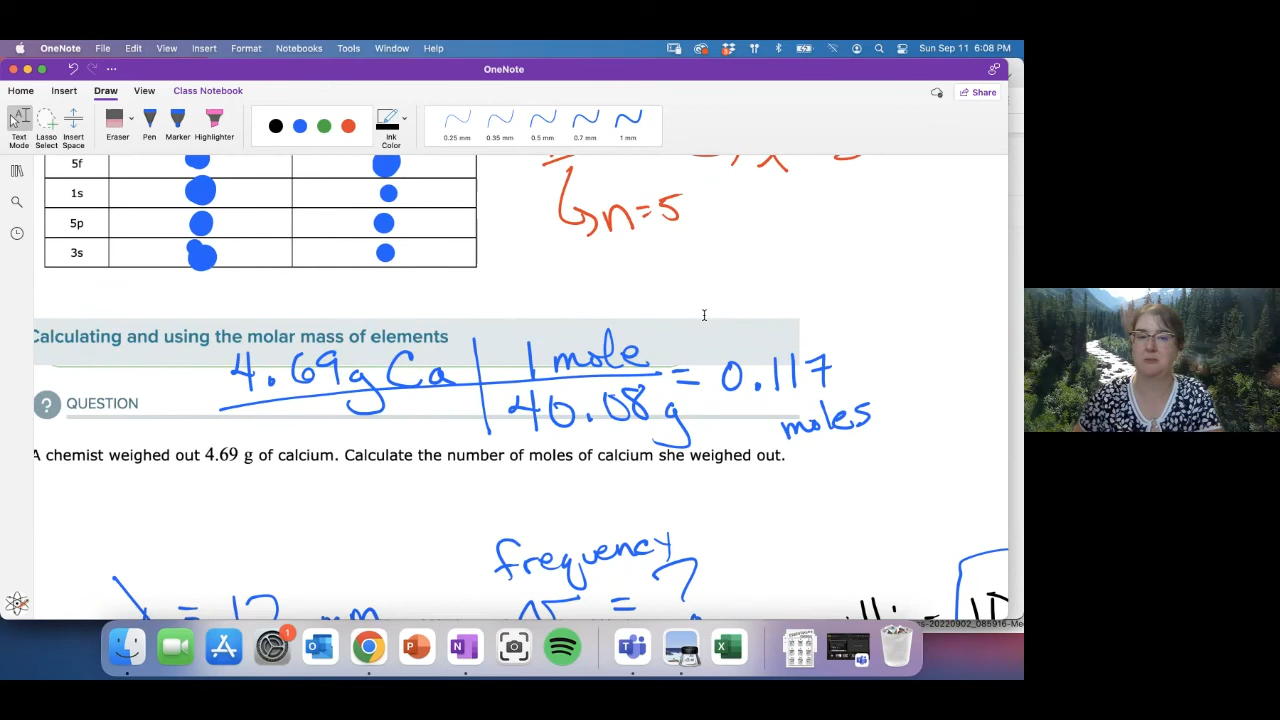 OneNote File Edit View Insert Format Notebooks Tools Window Help Sun Sep 11 6:08 PM
OneNote
Home Insert Draw View Class Notebook Share
Text Mode Lasso Select Insert Space Eraser Pen Marker Highlighter Ink Color 0.25 mm 0.35 mm 0.5 mm 0.7 mm 1 mm
5f
1s
5p
3s
n=5
Calculating and using the molar mass of elements
4.69g Ca 1 mole = 0.117
40.08 g moles
? QUESTION
A chemist weighed out 4.69 g of calcium. Calculate the number of moles of calcium she weighed out.
frequency
= ?